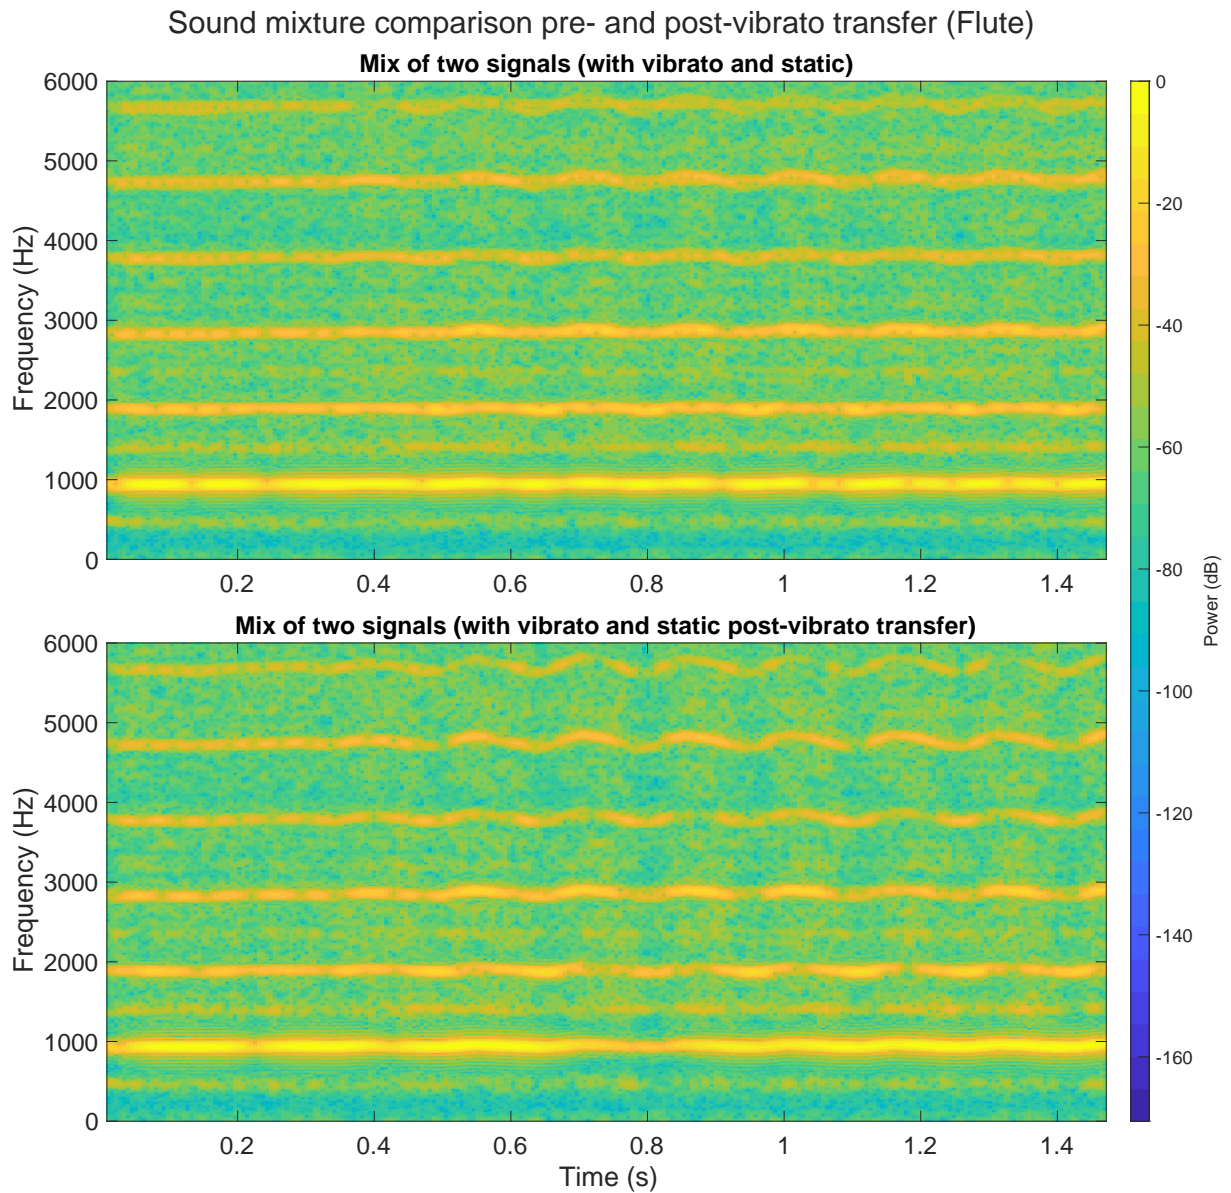 Sound mixture comparison pre- and post-vibrato transfer (Flute)
Mix of two signals (with vibrato and static)
6000
5000
4000
3000
2000
1000
0
Frequency (Hz)
0.2 0.4 0.6 0.8 1 1.2 1.4
Mix of two signals (with vibrato and static post-vibrato transfer)
6000
5000
4000
3000
2000
1000
0
Frequency (Hz)
0.2 0.4 0.6 0.8 1 1.2 1.4
Time (s)
0
-20
-40
-60
-80
-100
-120
-140
-160
Power (dB)